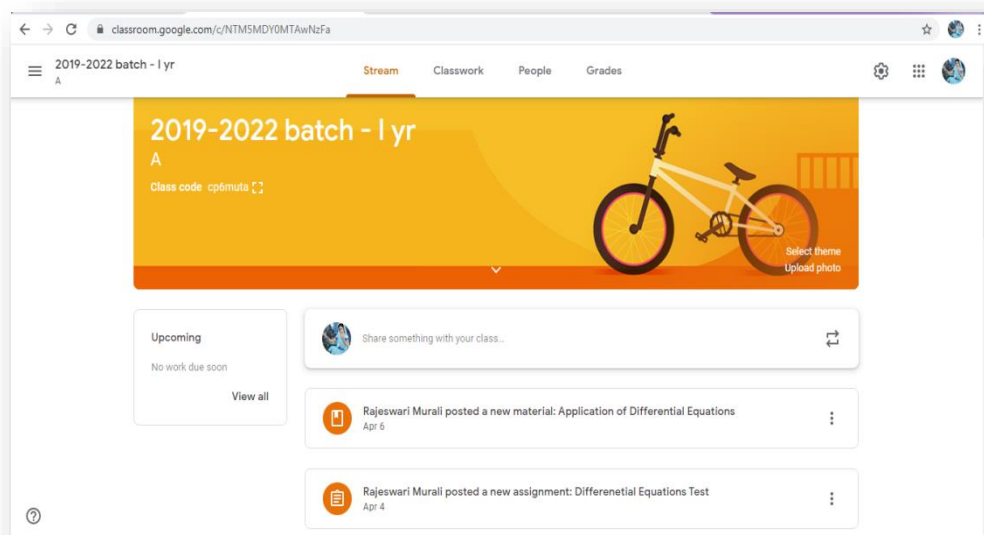 classroom.google.com/c/NTM5MDY0MTAwNzFa
2019-2022 batch - I yr
A
Stream Classwork People Grades
2019-2022 batch - I yr
A
Class code cp6muta
Select theme
Upload photo
Upcoming
No work due soon
View all
Share something with your class...
Rajeswari Murali posted a new material: Application of Differential Equations
Apr 6
Rajeswari Murali posted a new assignment: Differenetial Equations Test
Apr 4